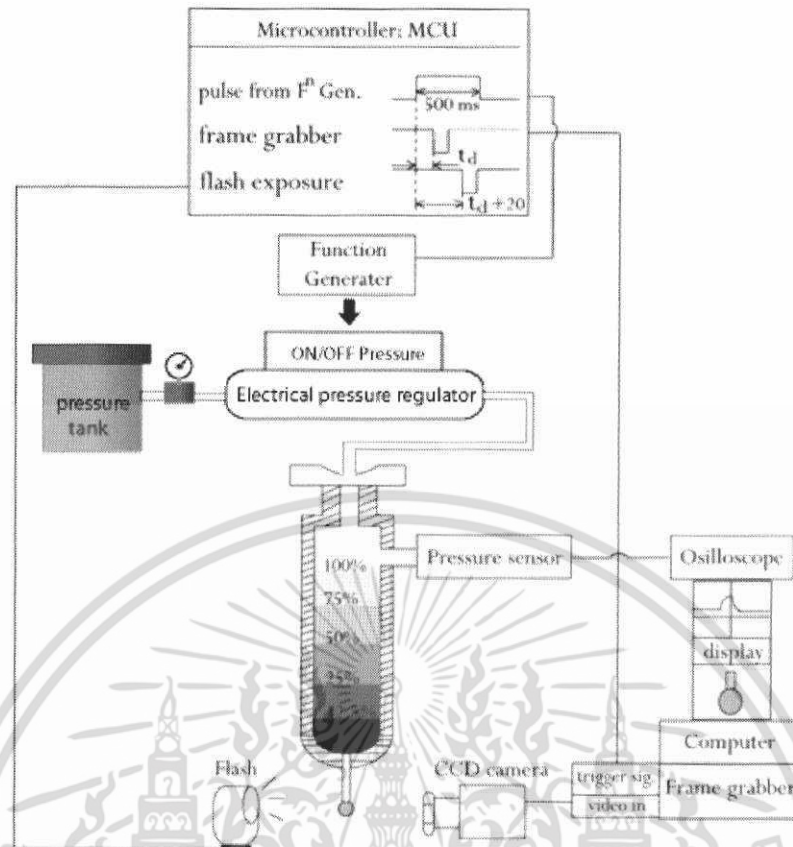 Microcontroller: MCU
pulse from Fⁿ Gen.
500 ms
frame grabber
t_d
flash exposure
t_d +20
Function
Generater
ON/OFF Pressure
Electrical pressure regulator
pressure
tank
Pressure sensor
Osilloscope
100%
75%
50%
25%
display
Computer
Flash
CCD camera
trigger sig.
Frame grabber
video in